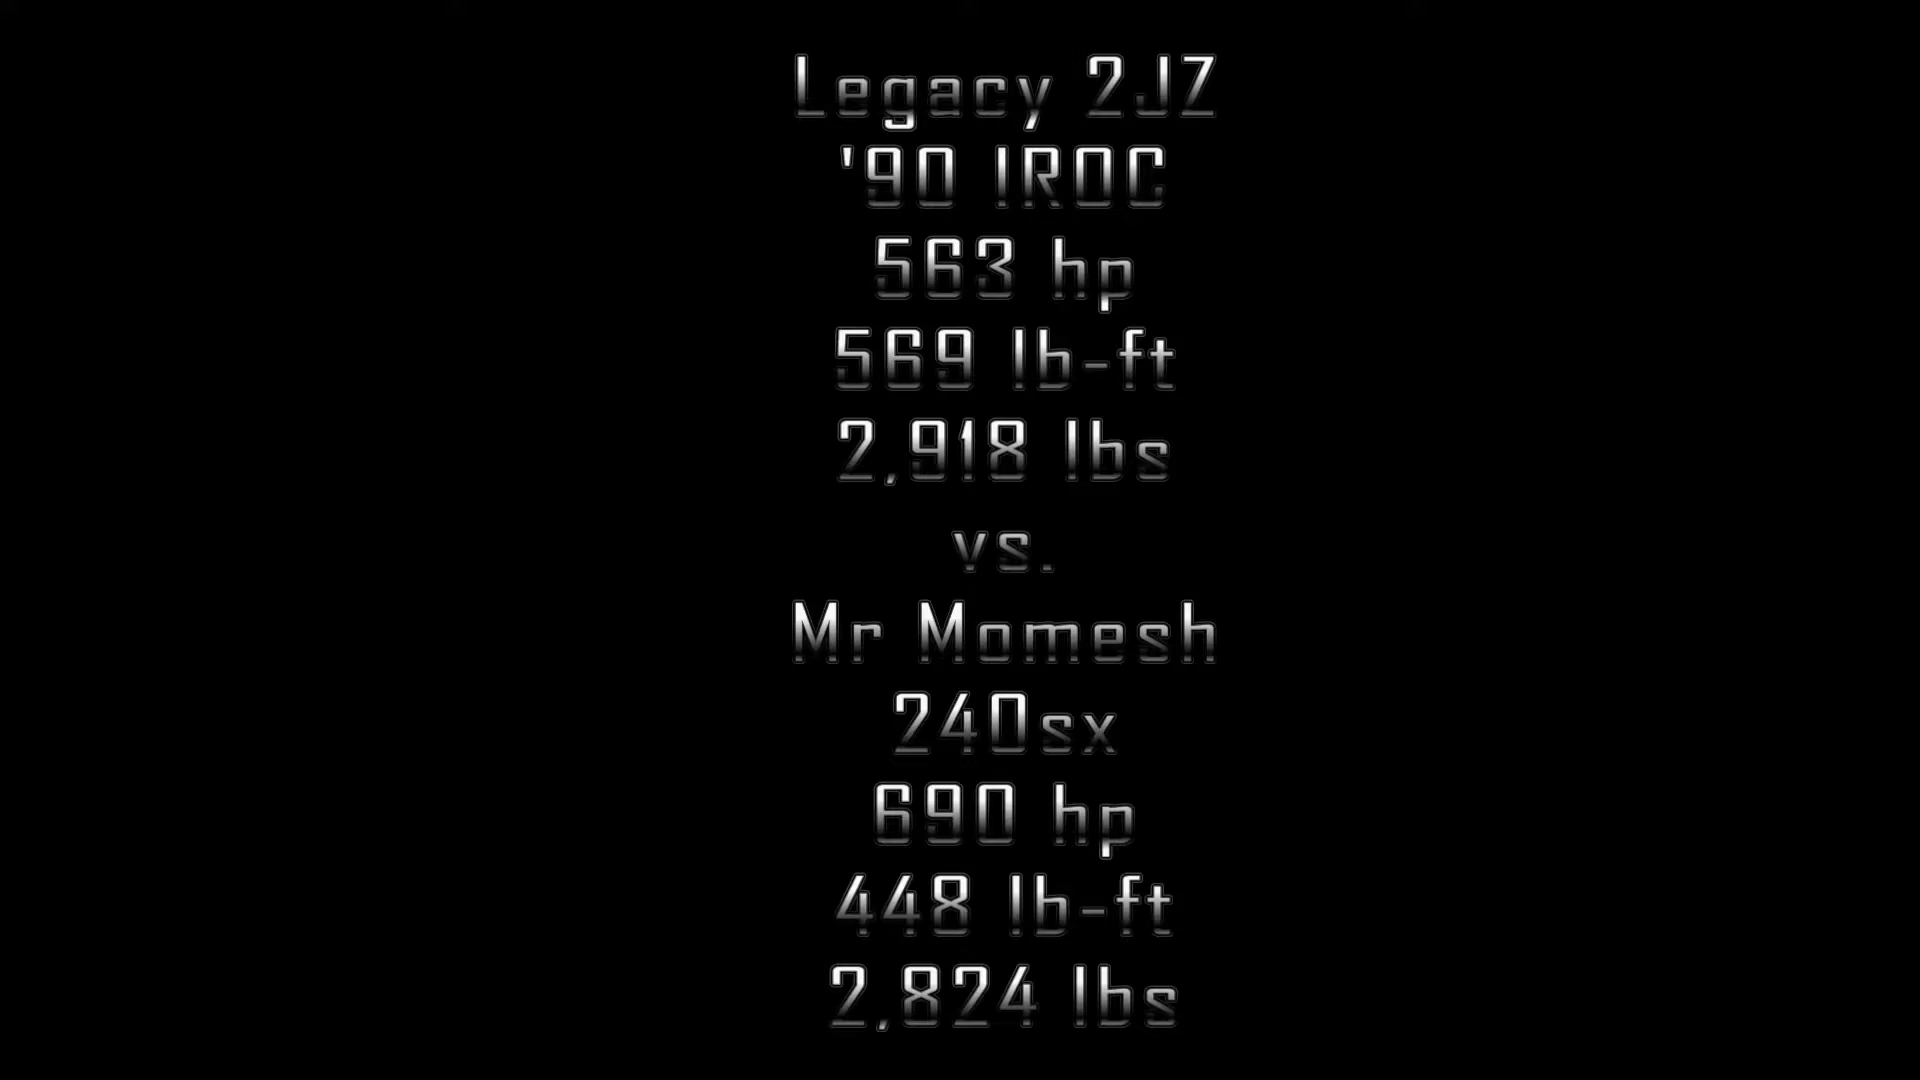 Legacy 2JZ
'90 IROC
563 hp
569 lb-ft
2,918 lbs
vs.
Mr Momesh
240sx
690 hp
448 lb-ft
2,824 lbs